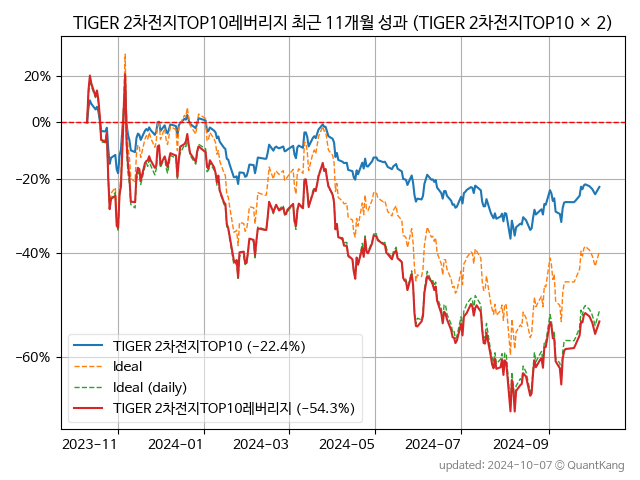 TIGER 2차전지TOP10레버리지 최근 11개월 성과 (TIGER 2차전지TOP10 × 2)
20%
0%
−20%
−40%
−60%
TIGER 2차전지TOP10 (−22.4%)
Ideal
Ideal (daily)
TIGER 2차전지TOP10레버리지 (−54.3%)
2023-11 2024-01 2024-03 2024-05 2024-07 2024-09
updated: 2024-10-07 © QuantKang